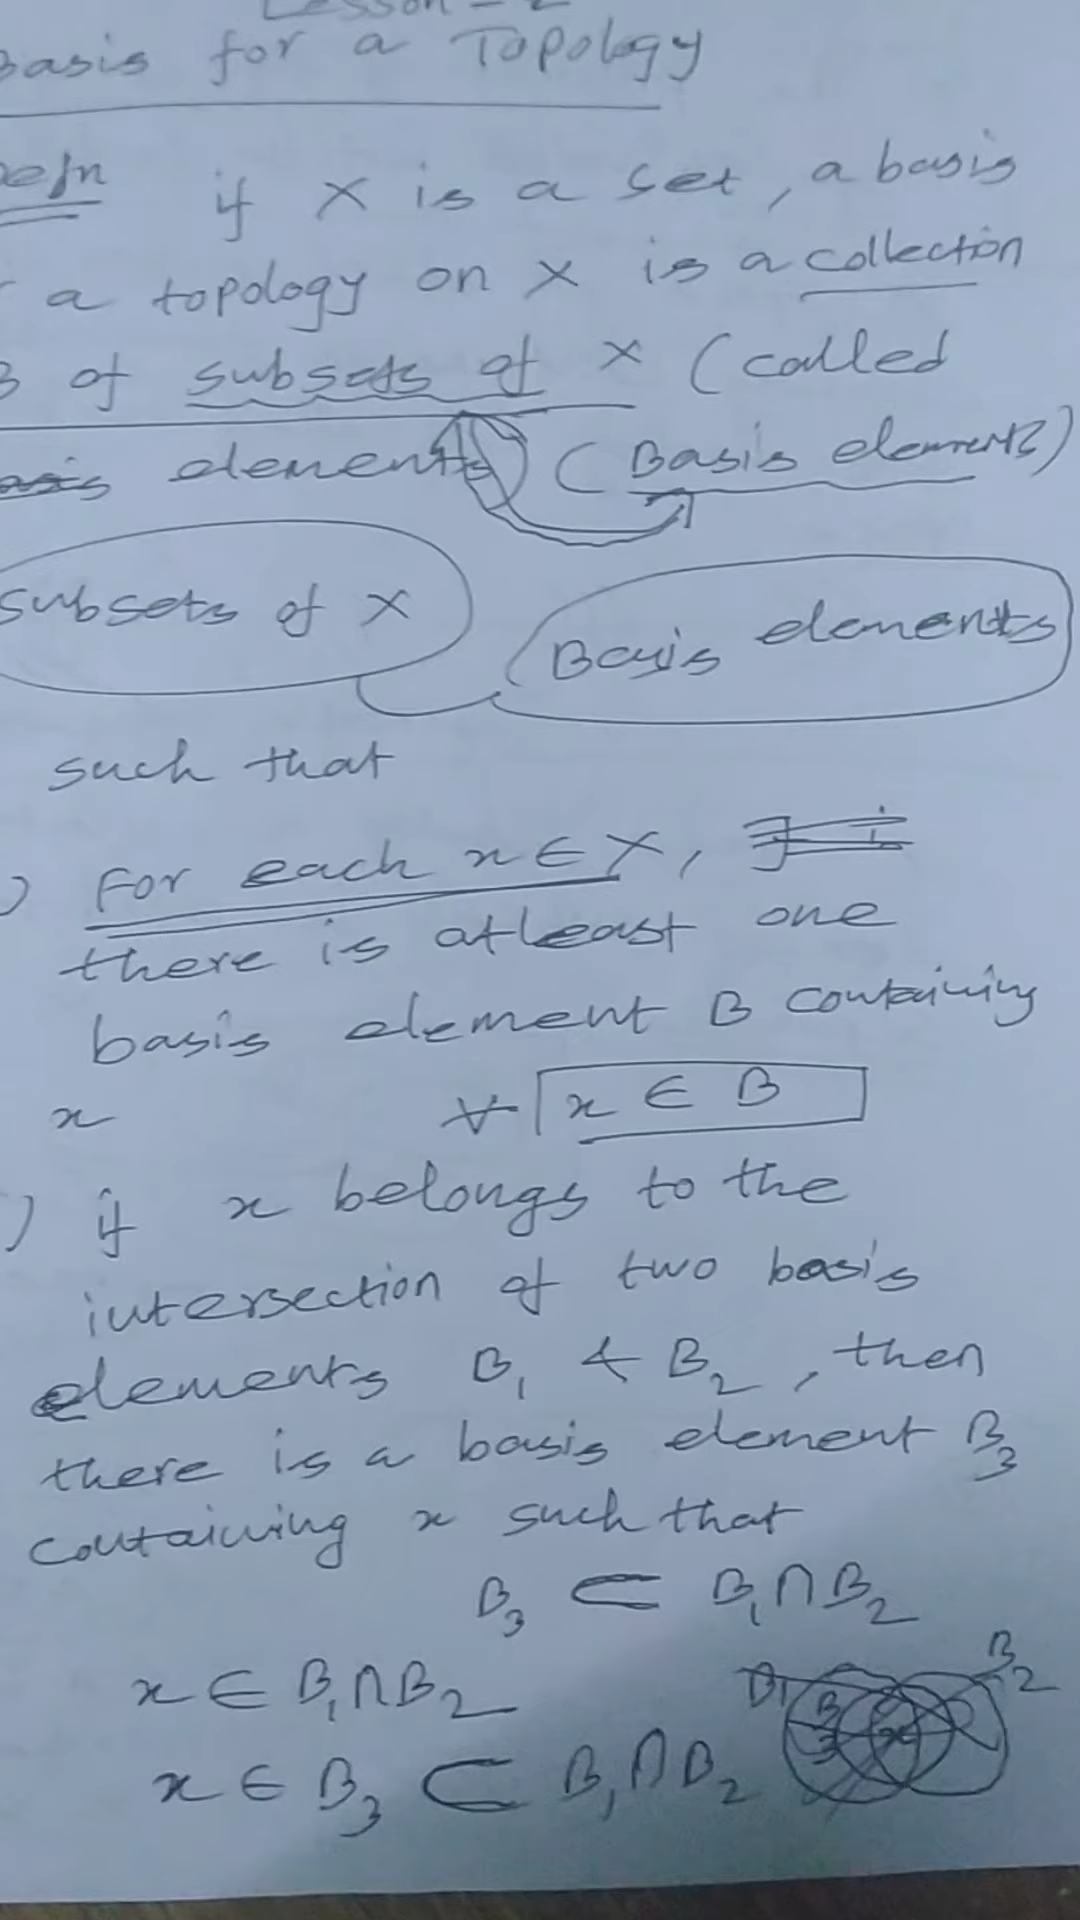 Lesson - 2
Basis for a Topology
Defn if X is a set, a basis
a topology on X is a collection
B of subsets of X (called
basis elements) (Basis elements)
subsets of X
Basis elements
such that
) For each x ∈ X,
there is atleast one
basis element B containing
x ∀ x ∈ B
) if x belongs to the
intersection of two basis
elements B₁ & B₂, then
there is a basis element B₃
containing x such that
B₃ ⊂ B₁∩B₂
x ∈ B₁∩B₂
B₁ B₂
B₃ x
x ∈ B₃ ⊂ B₁∩B₂